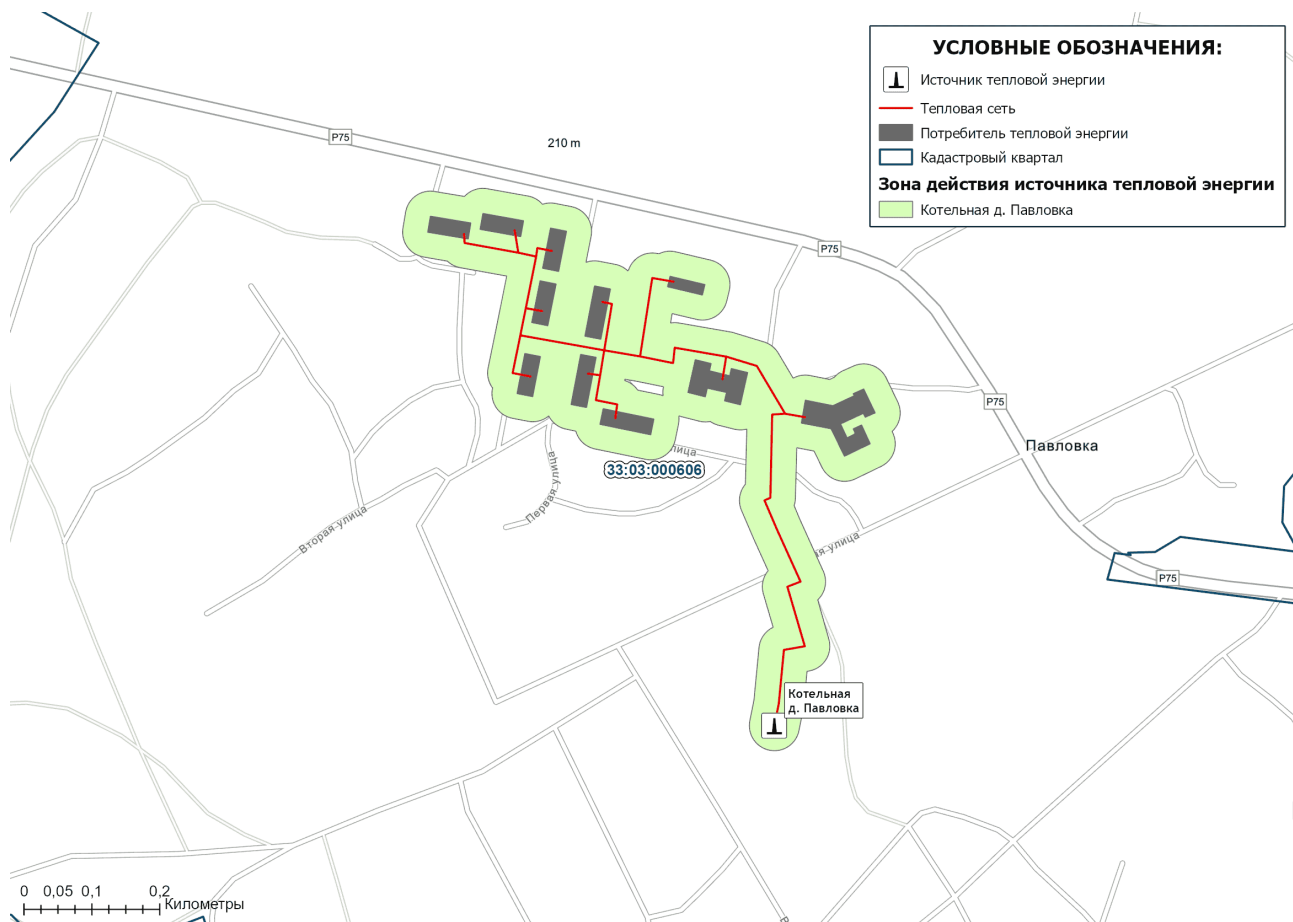 УСЛОВНЫЕ ОБОЗНАЧЕНИЯ:
Источник тепловой энергии
Тепловая сеть
Потребитель тепловой энергии
Кадастровый квартал
Зона действия источника тепловой энергии
Котельная д. Павловка
P75
210 m
P75
P75
Павловка
33:03:000606
Первая улица
Вторая улица
P75
Котельная
д. Павловка
0 0,05 0,1 0,2
Километры